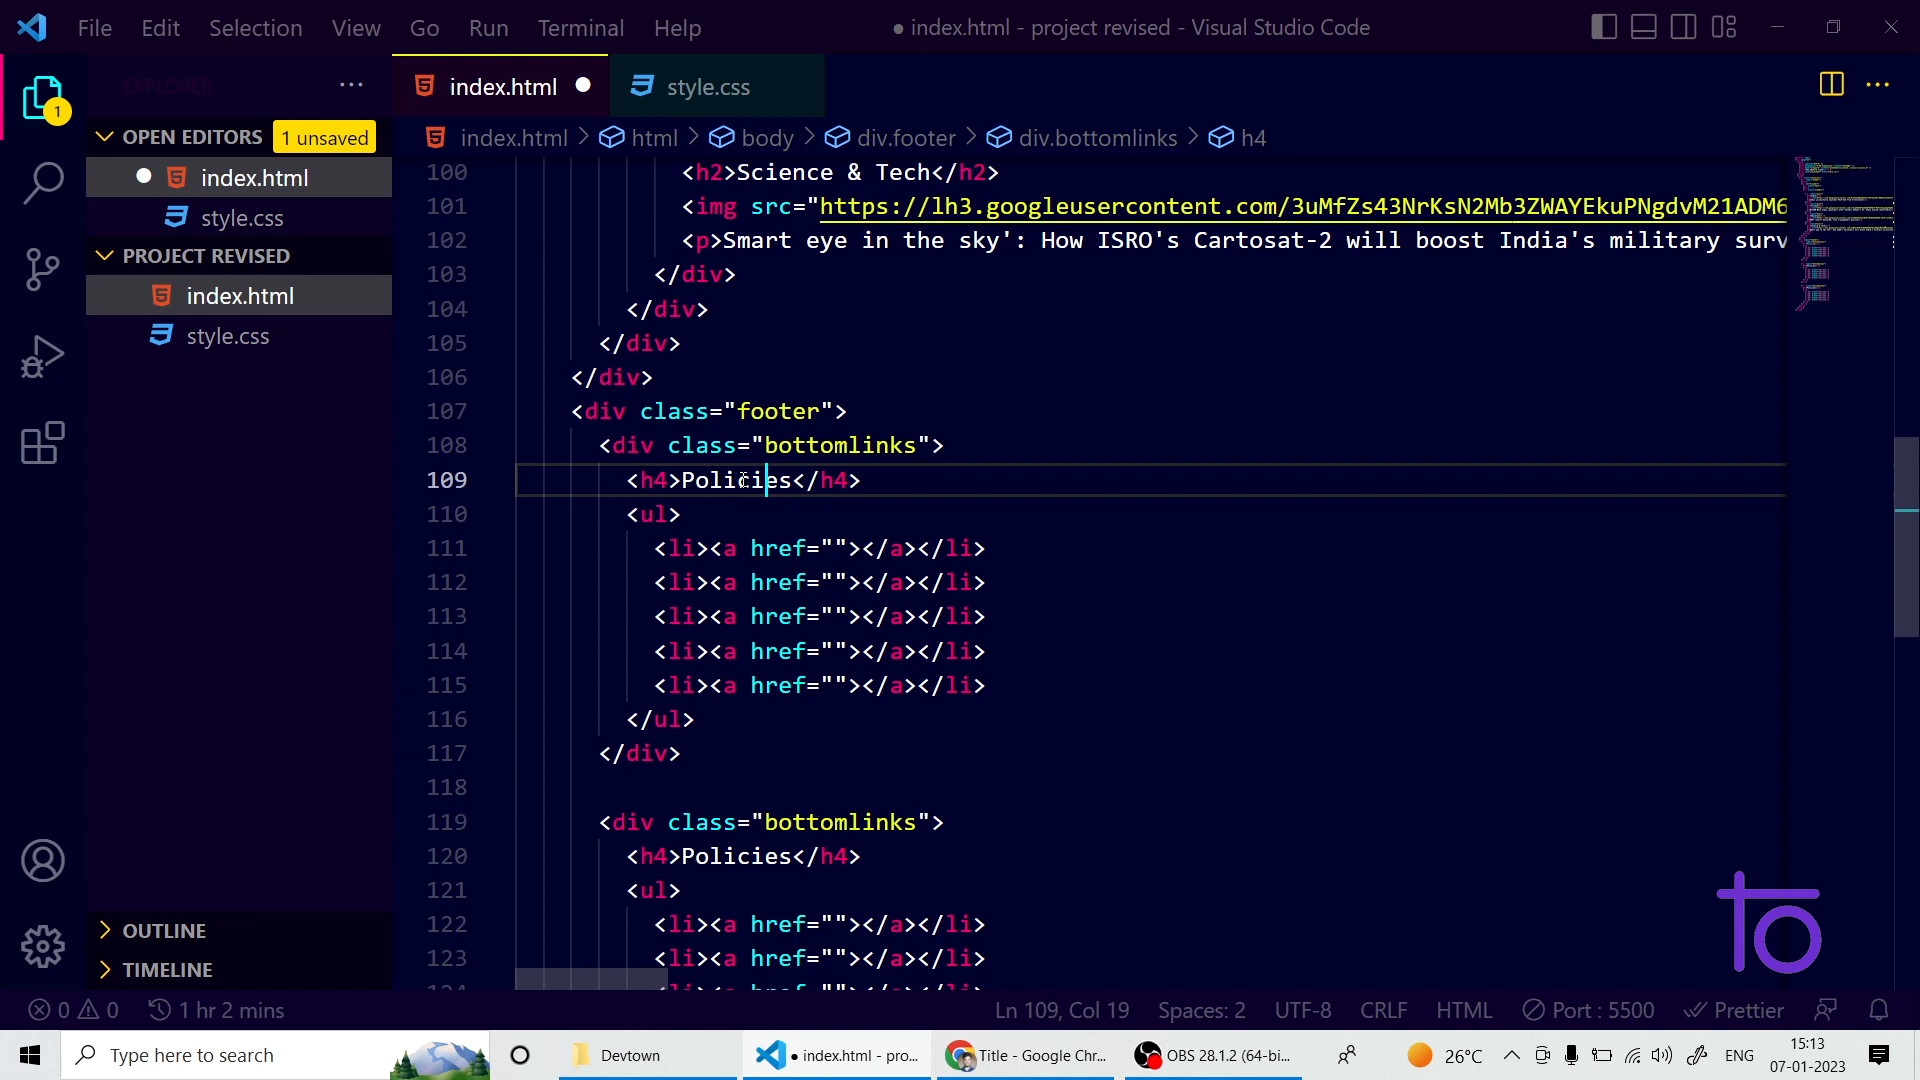 File Edit Selection View Go Run Terminal Help
● index.html - project revised - Visual Studio Code
EXPLORER
1
OPEN EDITORS 1 unsaved
index.html
style.css
PROJECT REVISED
index.html
style.css
OUTLINE
TIMELINE
index.html
style.css
index.html > html > body > div.footer > div.bottomlinks > h4
100 <h2>Science & Tech</h2>
101 <img src="https://lh3.googleusercontent.com/3uMfZs43NrKsN2Mb3ZWAYEkuPNgdvM21ADM6
102 <p>Smart eye in the sky': How ISRO's Cartosat-2 will boost India's military surv
103 </div>
104 </div>
105 </div>
106 </div>
107 <div class="footer">
108 <div class="bottomlinks">
109 <h4>Policies</h4>
110 <ul>
111 <li><a href=""></a></li>
112 <li><a href=""></a></li>
113 <li><a href=""></a></li>
114 <li><a href=""></a></li>
115 <li><a href=""></a></li>
116 </ul>
117 </div>
118
119 <div class="bottomlinks">
120 <h4>Policies</h4>
121 <ul>
122 <li><a href=""></a></li>
123 <li><a href=""></a></li>
0 0 1 hr 2 mins
Ln 109, Col 19 Spaces: 2 UTF-8 CRLF HTML Port : 5500 Prettier
Type here to search
Devtown
● index.html - pro...
Title - Google Chr...
OBS 28.1.2 (64-bi...
26°C
ENG
15:13
07-01-2023